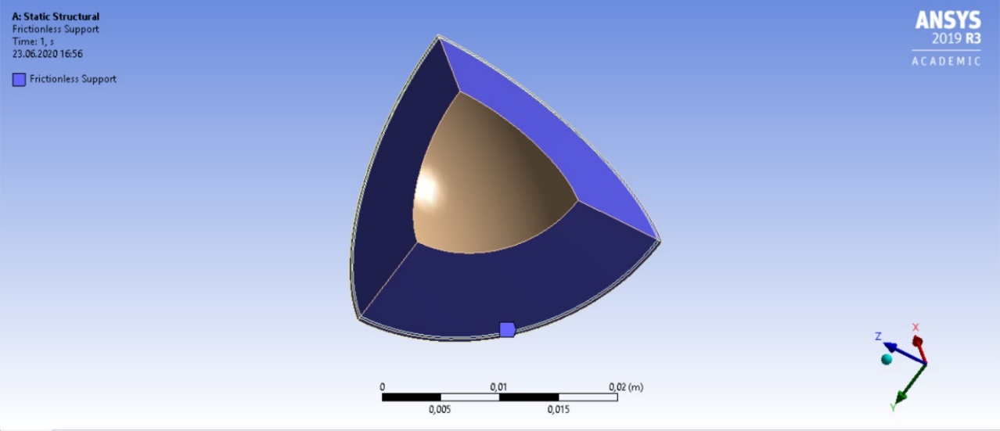 A: Static Structural
Frictionless Support
Time: 1, s
23.06.2020 16:56
Frictionless Support
ANSYS
2019 R3
ACADEMIC
0
0,01
0,02 (m)
0,005
0,015
X
Z
Y